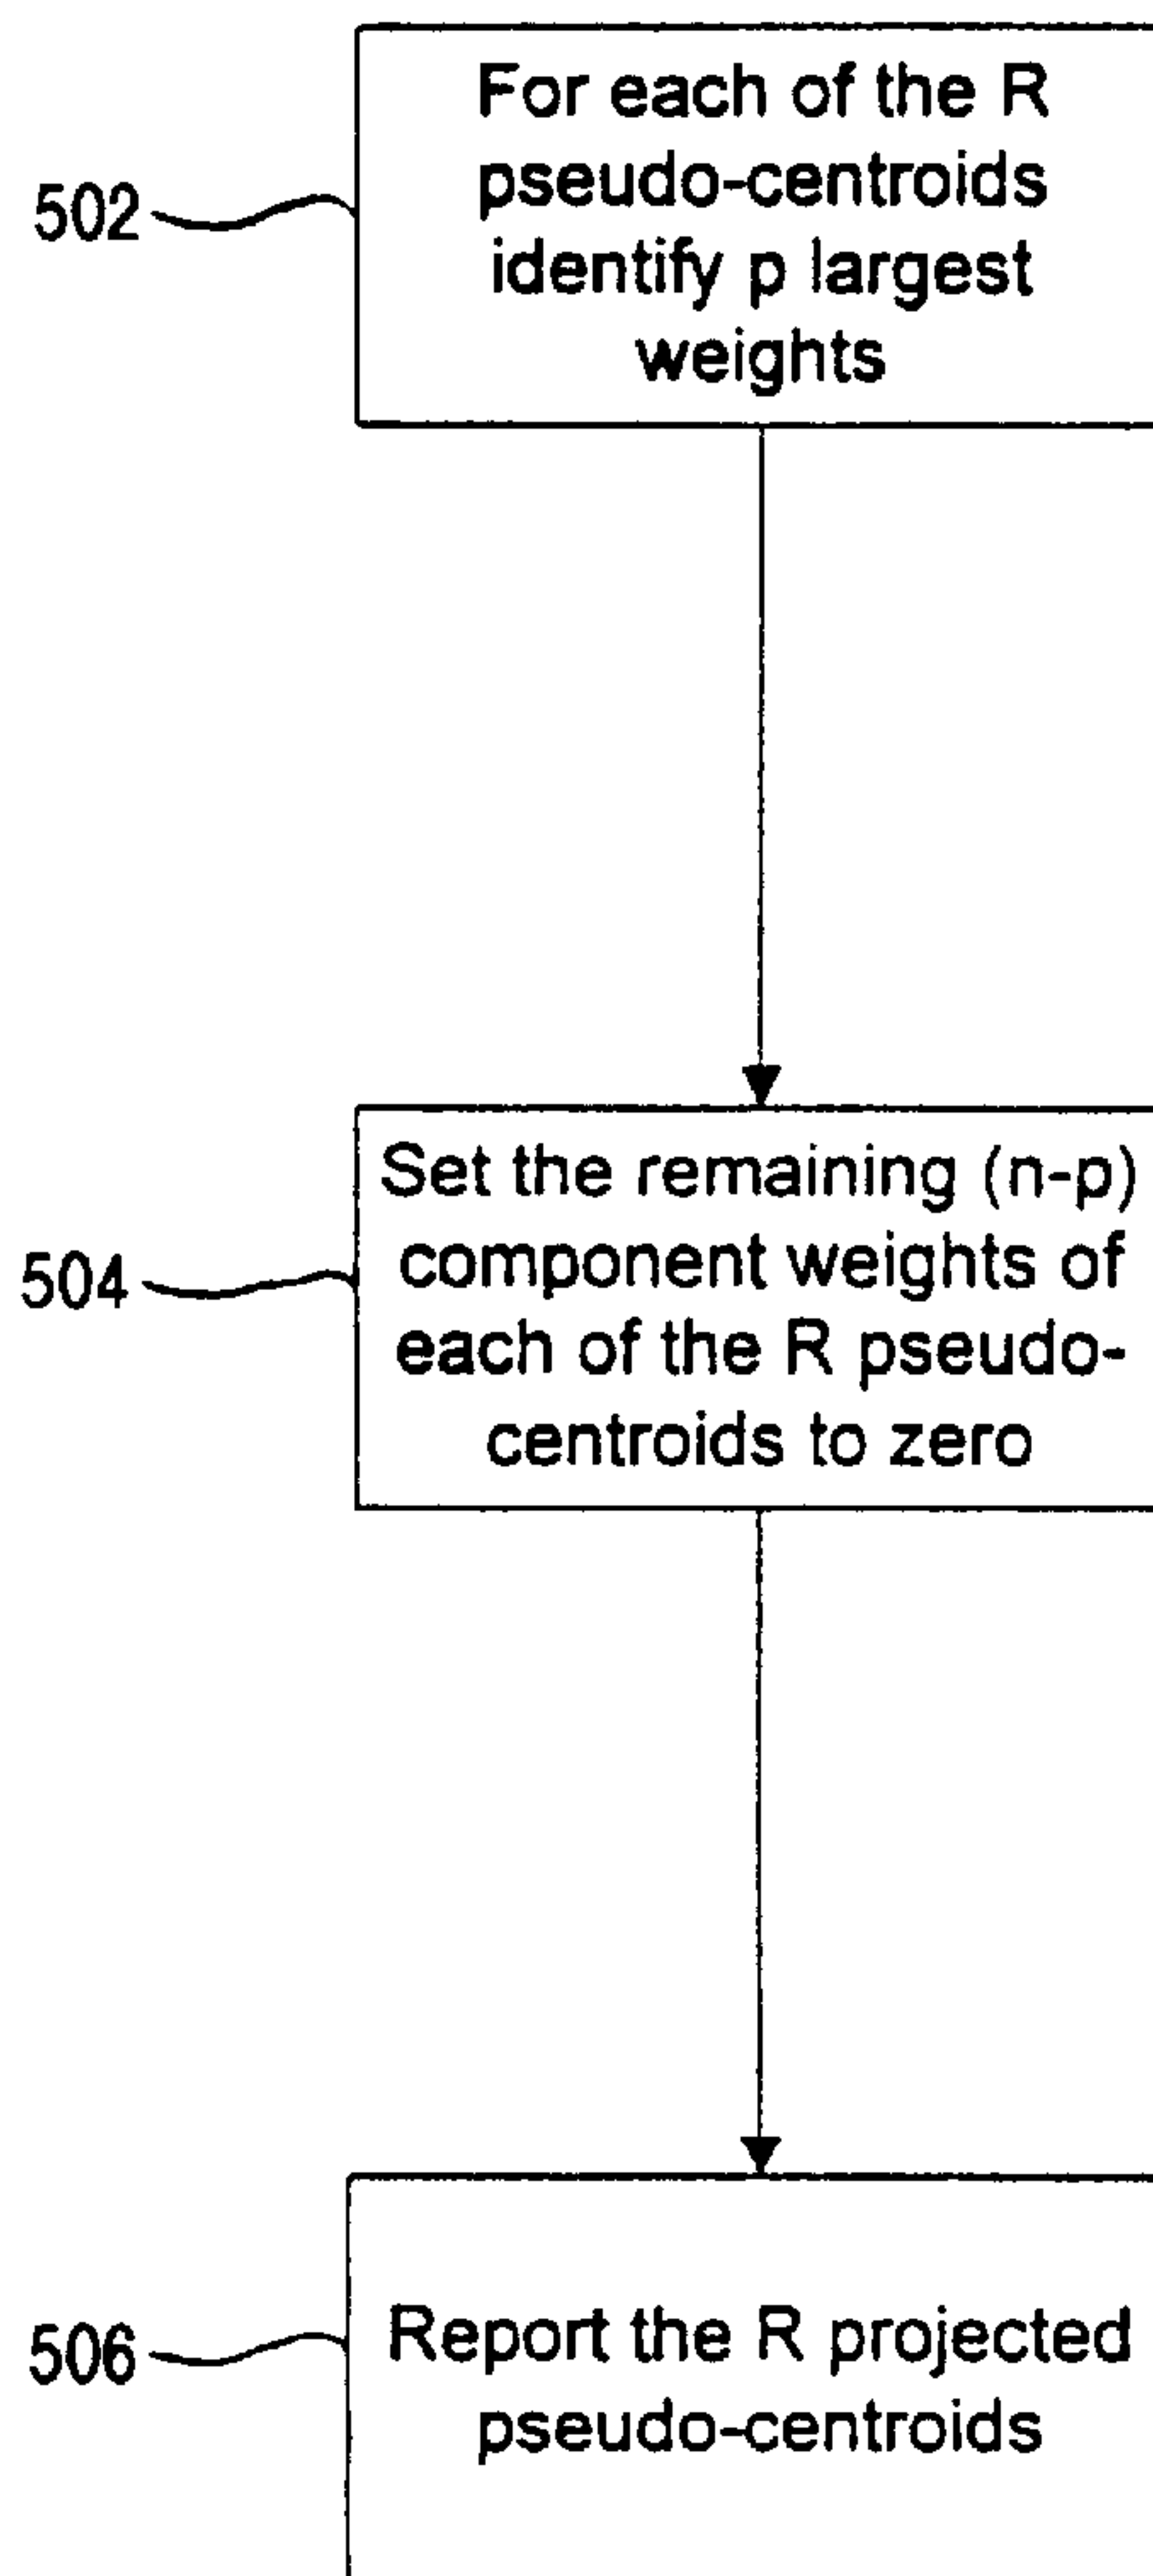 For each of the R
pseudo-centroids
identify p largest
weights
502
Set the remaining (n-p)
component weights of
each of the R pseudo-
centroids to zero
504
Report the R projected
pseudo-centroids
506